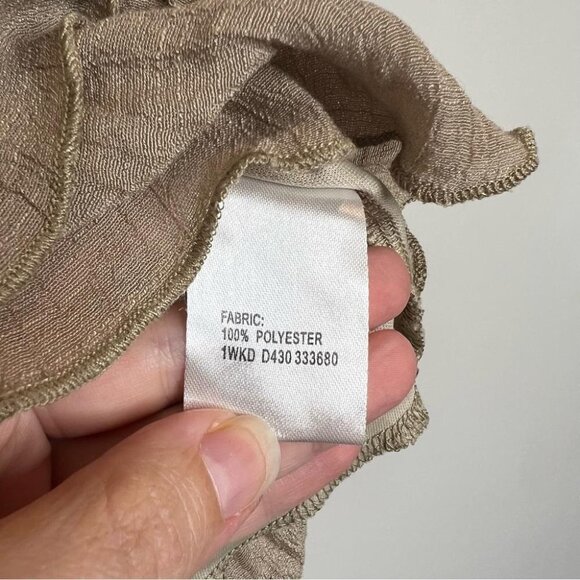 FABRIC:
100% POLYESTER
1WKD D430 333680